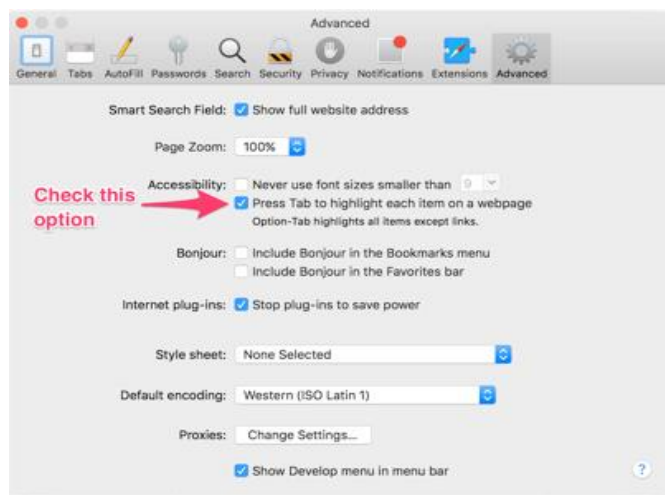 Advanced
General Tabs AutoFill Passwords Search Security Privacy Notifications Extensions Advanced
Smart Search Field: Show full website address
Page Zoom: 100%
Accessibility: Never use font sizes smaller than 9
Check this
option
Press Tab to highlight each item on a webpage
Option-Tab highlights all items except links.
Bonjour: Include Bonjour in the Bookmarks menu
Include Bonjour in the Favorites bar
Internet plug-ins: Stop plug-ins to save power
Style sheet: None Selected
Default encoding: Western (ISO Latin 1)
Proxies: Change Settings...
Show Develop menu in menu bar
?